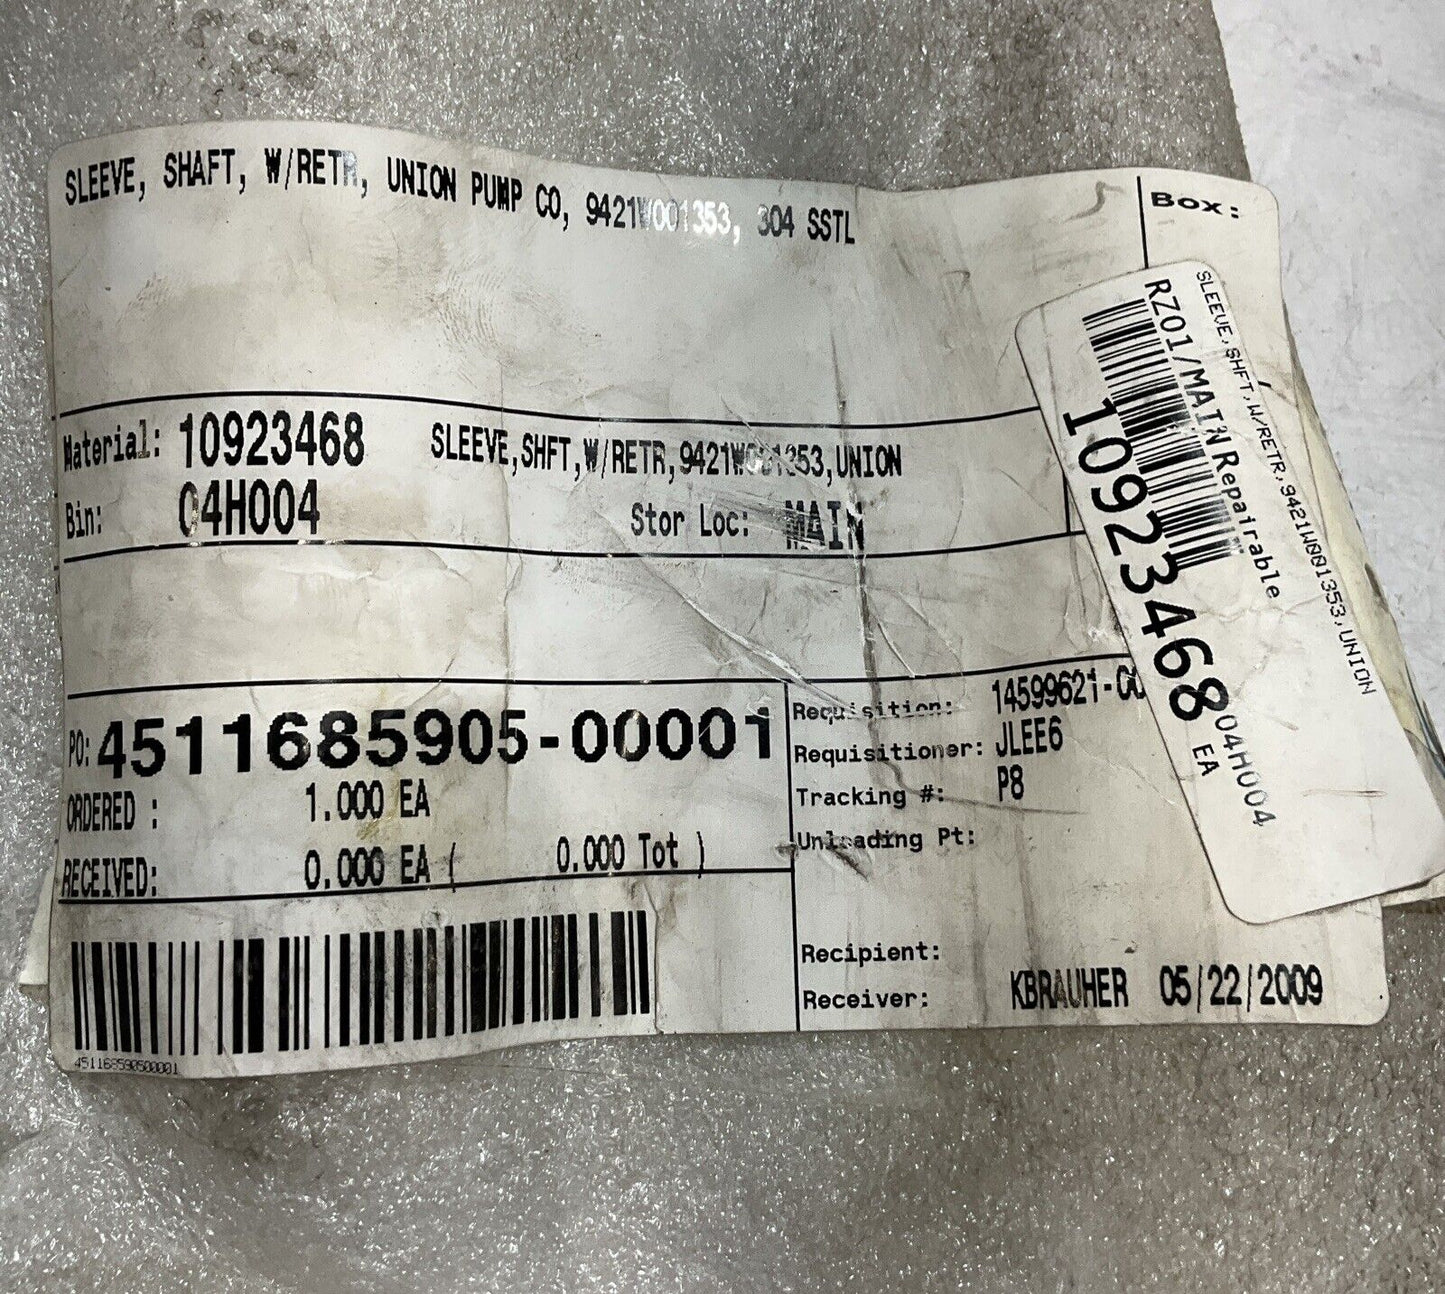 SLEEVE, SHAFT, W/RETR, UNION PUMP CO, 9421W001353, 304 SSTL
Box:
Material: 10923468 SLEEVE,SHFT,W/RETR,9421W001353,UNION
Bin: 04H004 Stor Loc: MAIN
PO: 4511685905-00001
ORDERED : 1.000 EA
RECEIVED: 0.000 EA ( 0.000 Tot )
451168590500001
Requisition: 14599621-00
Requisitioner: JLEE6
Tracking #: P8
Unloading Pt:
Recipient:
Receiver: KBRAUHER 05/22/2009
SLEEVE,SHFT,W/RETR,9421W001353,UNION
RZ01/MAIN Repairable
10923468 EA
04H004